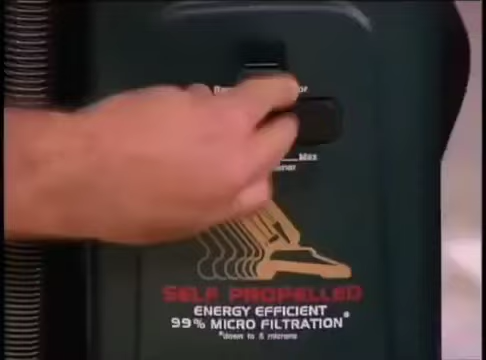 Max
SELF PROPELLED
ENERGY EFFICIENT
99% MICRO FILTRATION*
*down to 5 microns